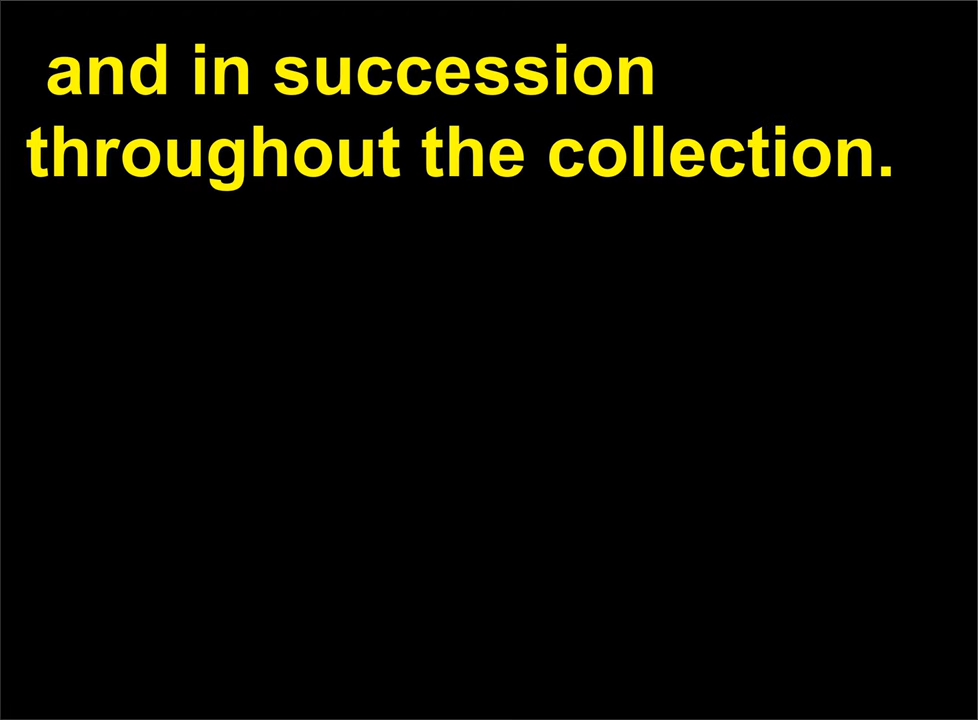 and in succession
throughout the collection.